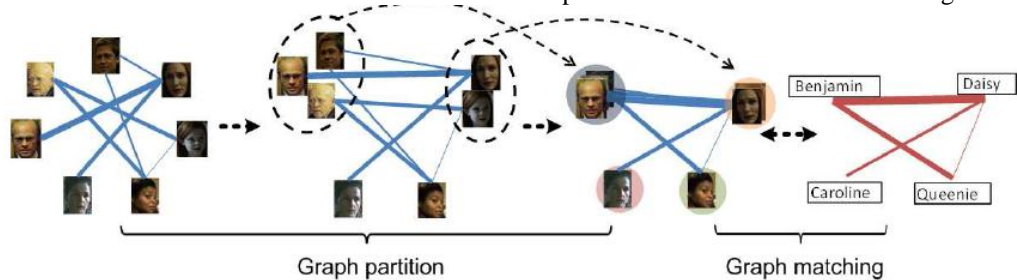 Benjamin
Daisy
Caroline
Queenie
Graph partition
Graph matching